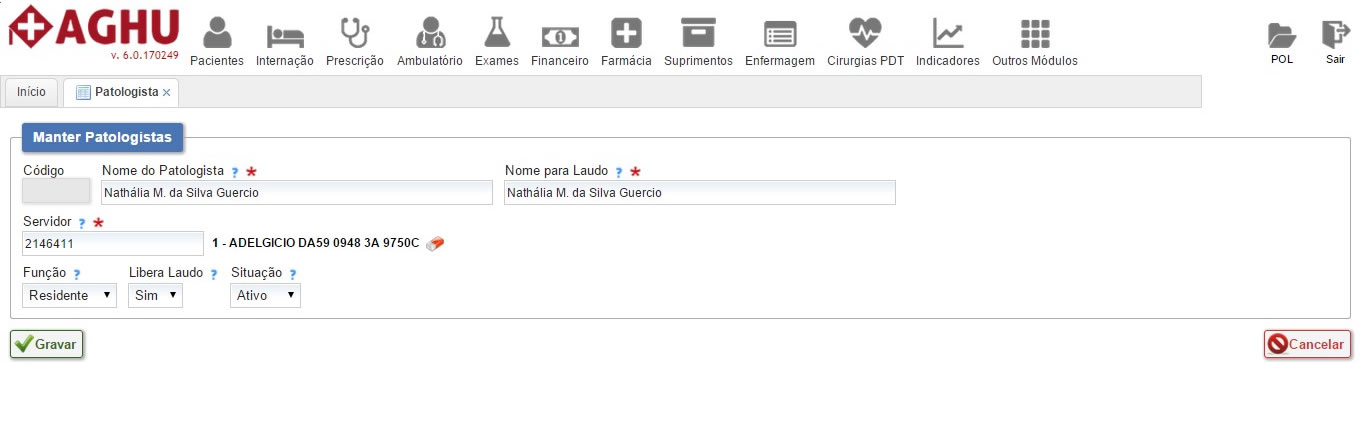 AGHU
v. 6.0.170249
Pacientes Internação Prescrição Ambulatório Exames Financeiro Farmácia Suprimentos Enfermagem Cirurgias PDT Indicadores Outros Módulos POL Sair
Início Patologista ×
Manter Patologistas
Código Nome do Patologista ? * Nome para Laudo ? *
Nathália M. da Silva Guercio Nathália M. da Silva Guercio
Servidor ? *
2146411 1 - ADELGICIO DA59 0948 3A 9750C
Função ? Libera Laudo ? Situação ?
Residente Sim Ativo
Gravar Cancelar